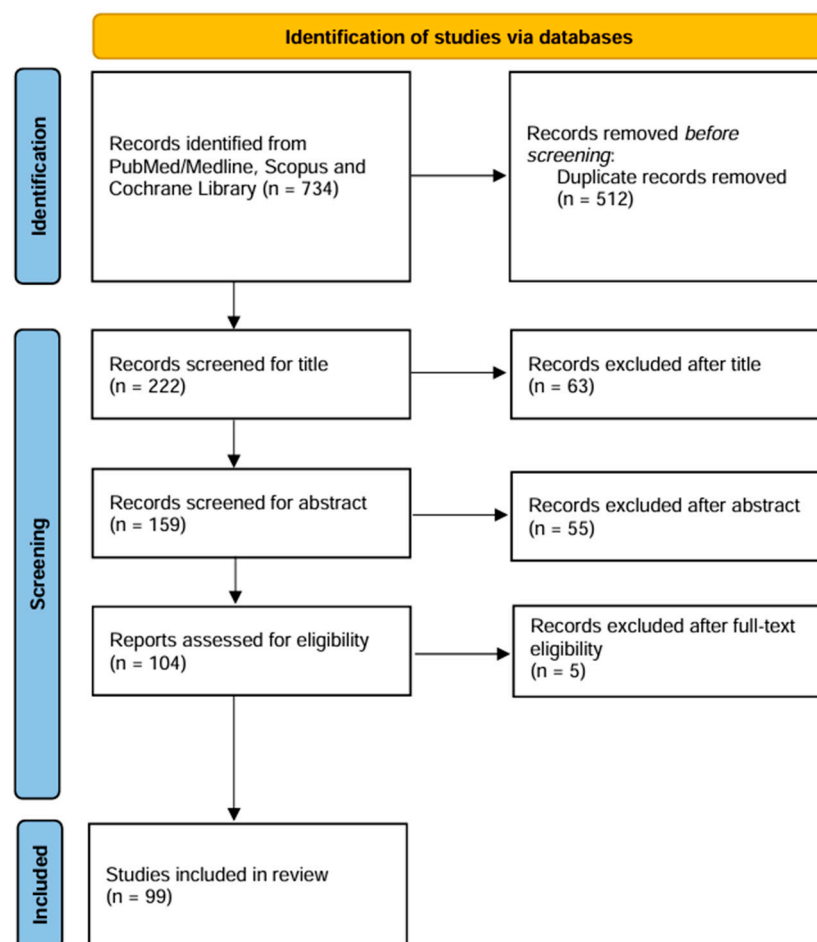 Identification of studies via databases
Identification
Records identified from
PubMed/Medline, Scopus and
Cochrane Library (n = 734)
Records removed before
screening:
Duplicate records removed
(n = 512)
Screening
Records screened for title
(n = 222)
Records excluded after title
(n = 63)
Records screened for abstract
(n = 159)
Records excluded after abstract
(n = 55)
Reports assessed for eligibility
(n = 104)
Records excluded after full-text
eligibility
(n = 5)
Included
Studies included in review
(n = 99)